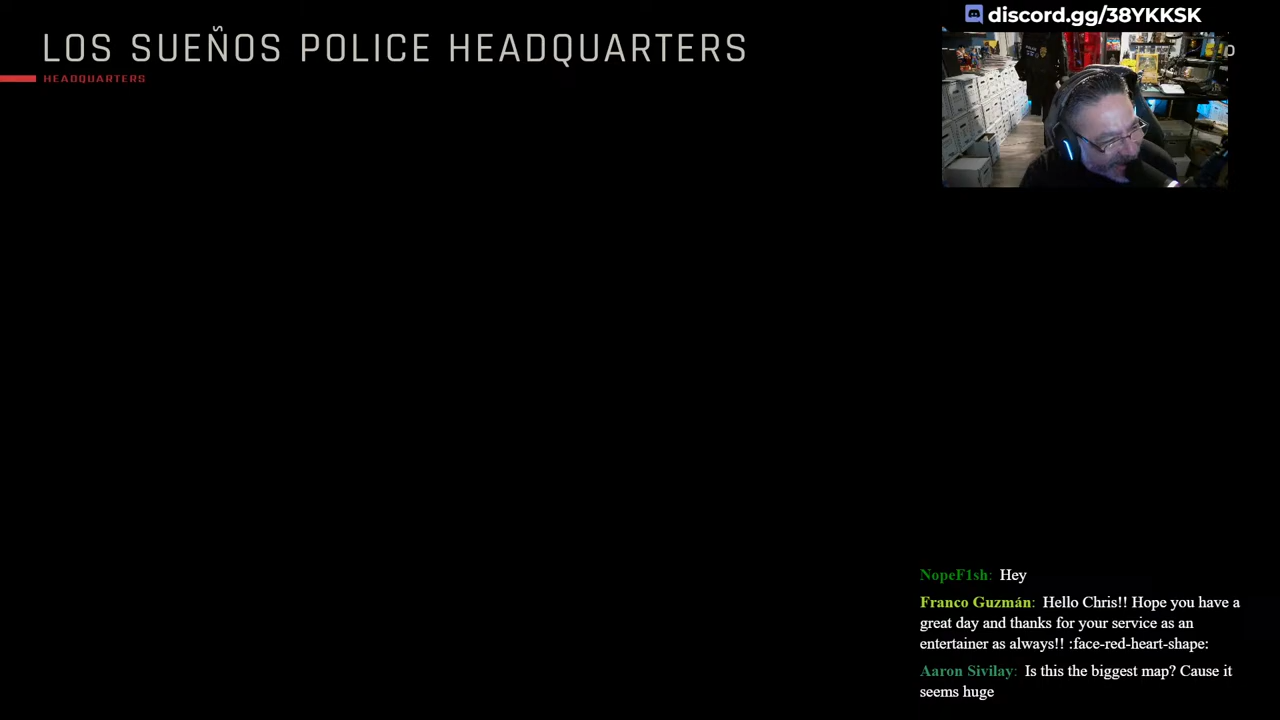 discord.gg/38YKKSK
LOS SUEÑOS POLICE HEADQUARTERS
HEADQUARTERS
NopeF1sh: Hey
Franco Guzmán: Hello Chris!! Hope you have a
great day and thanks for your service as an
entertainer as always!! :face-red-heart-shape:
Aaron Sivilay: Is this the biggest map? Cause it
seems huge